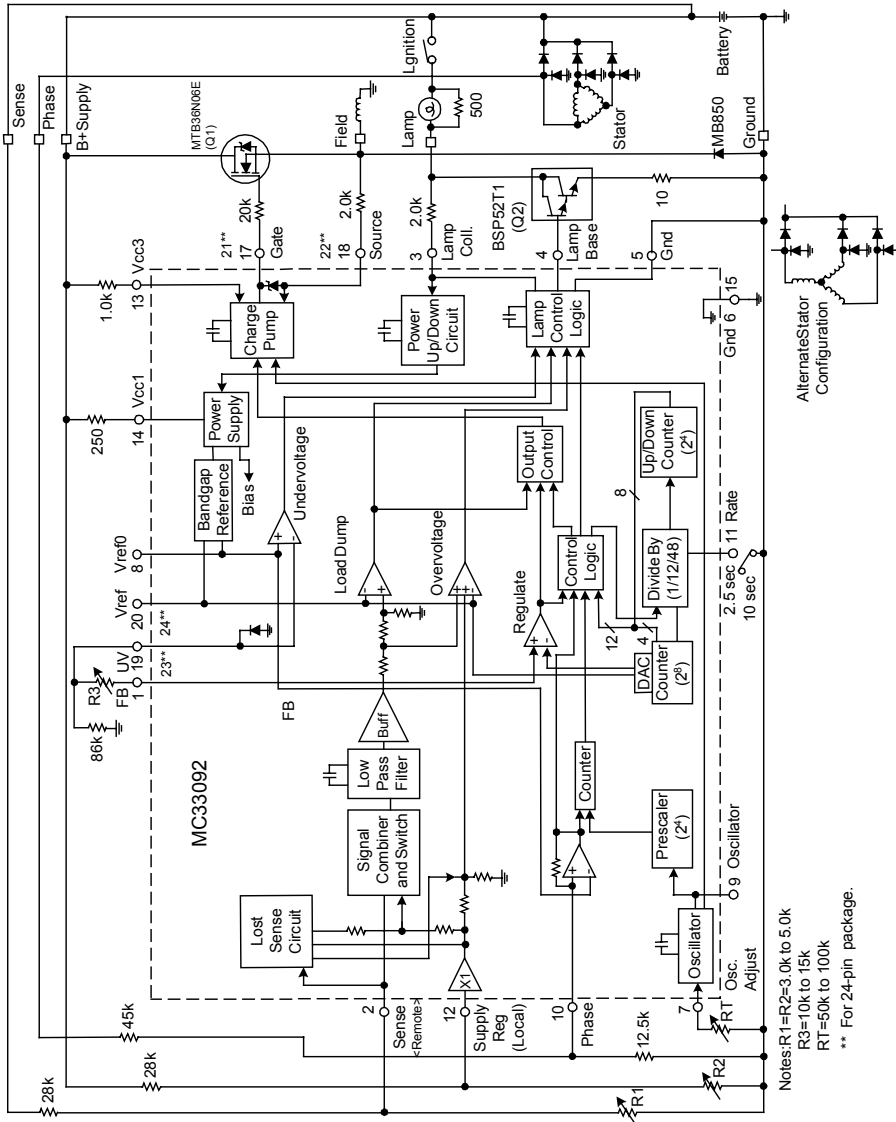 Sense
Phase
B+ Supply
MTB36N06E
(Q1)
Field
Lgnition
Lamp
500
Stator
Battery
MB850
Ground
20k
2.0k
2.0k
BSP52T1
(Q2)
10
1.0k
Vcc3
13
21**
17
Gate
22**
18
Source
3
Lamp
Coll.
4
Lamp
Base
5
Gnd
250
Vcc1
14
Charge
Pump
Power
Up/Down
Circuit
Lamp
Control
Logic
Gnd 6 15
AlternateStator
Configuration
Power
Supply
Bandgap
Reference
Bias
Undervoltage
Output
Control
Up/Down
Counter
(2⁴)
8
Vref0
8
Vref
20
24**
Load Dump
Overvoltage
Regulate
Control
Logic
Divide By
(1/12/48)
11 Rate
2.5 sec
10 sec
UV
19
23**
R3
FB
1
86k
FB
12
4
DAC
Counter
(2⁸)
MC33092
Low
Pass
Filter
Buff
Signal
Combiner
and Switch
Counter
Prescaler
(2⁴)
9 Oscillator
Lost
Sense
Circuit
X1
Oscillator
Osc.
Adjust
2
Sense
<Remote>
12
Supply
Reg
(Local)
10
Phase
7
RT
45k
12.5k
28k
R2
28k
R1
Notes:R1=R2=3.0k to 5.0k
R3=10k to 15k
RT=50k to 100k
** For 24-pin package.